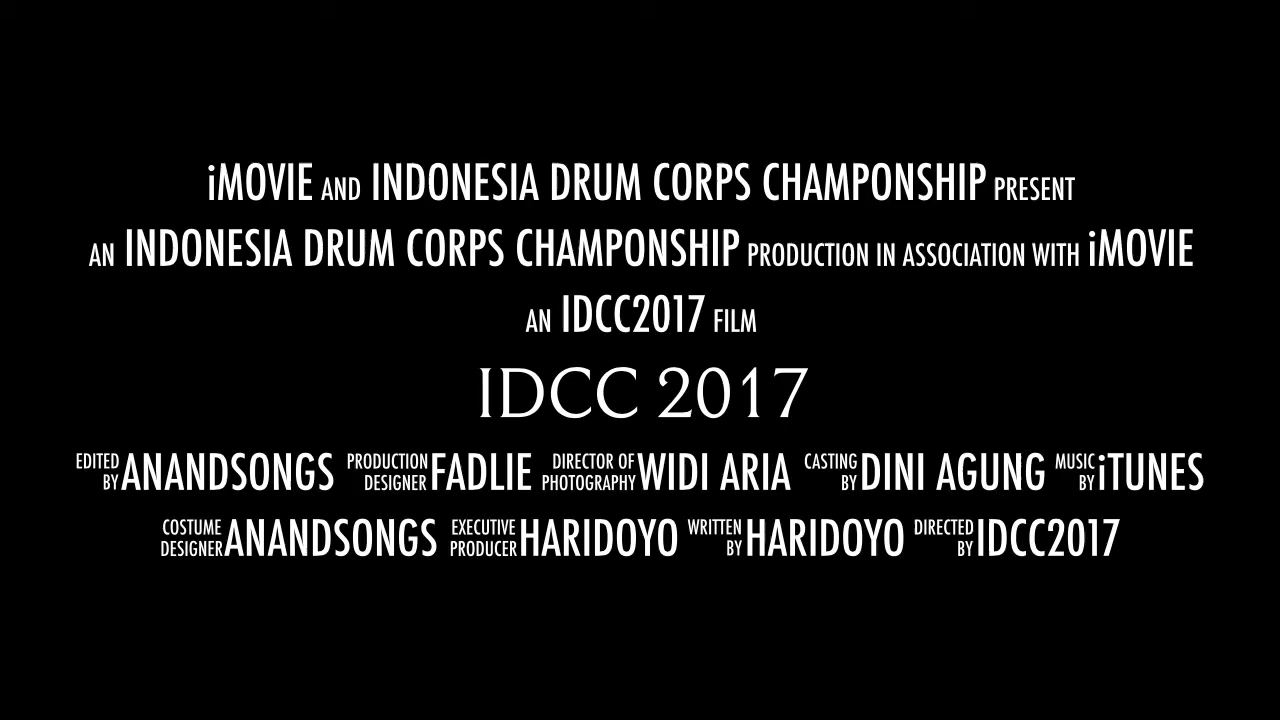 iMOVIE AND INDONESIA DRUM CORPS CHAMPONSHIP PRESENT
AN INDONESIA DRUM CORPS CHAMPONSHIP PRODUCTION IN ASSOCIATION WITH iMOVIE
AN IDCC2017 FILM
IDCC 2017
EDITED BY ANANDSONGS PRODUCTION DESIGNER FADLIE DIRECTOR OF PHOTOGRAPHY WIDI ARIA CASTING BY DINI AGUNG MUSIC BY iTUNES
COSTUME DESIGNER ANANDSONGS EXECUTIVE PRODUCER HARIDOYO WRITTEN BY HARIDOYO DIRECTED BY IDCC2017